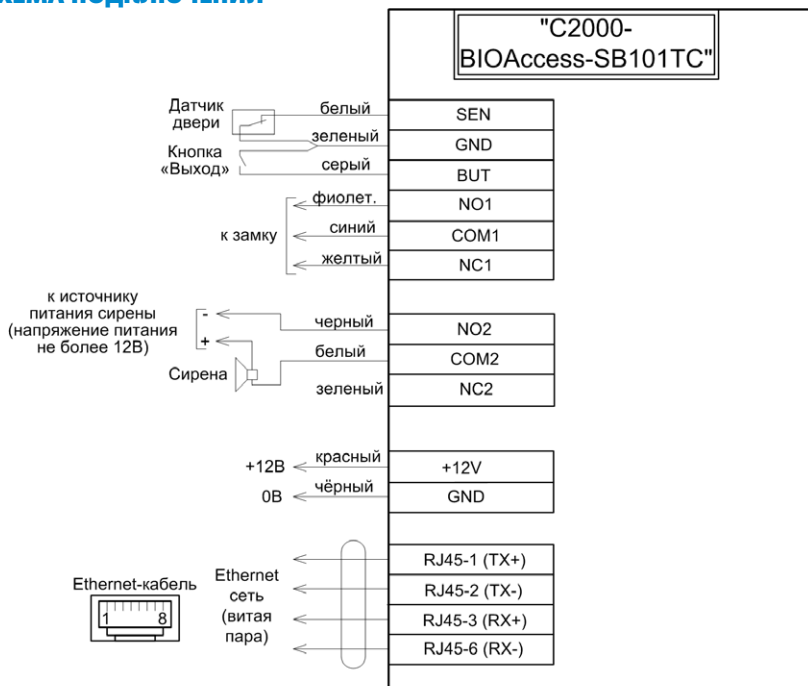 СХЕМА ПОДКЛЮЧЕНИЯ
"С2000-
BIOAccess-SB101TC"
Датчик
двери
белый
SEN
зеленый
GND
Кнопка
«Выход»
серый
BUT
фиолет.
NO1
к замку
синий
COM1
желтый
NC1
к источнику
питания сирены
(напряжение питания
не более 12В)
-
+
черный
NO2
белый
COM2
Сирена
зеленый
NC2
+12В
красный
+12V
0В
чёрный
GND
Ethernet-кабель
1
8
Ethernet
сеть
(витая
пара)
RJ45-1 (TX+)
RJ45-2 (TX-)
RJ45-3 (RX+)
RJ45-6 (RX-)